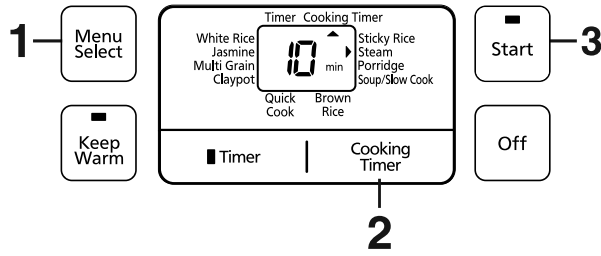 1
Menu
Select
Keep
Warm
Timer Cooking Timer
White Rice
Jasmine
Multi Grain
Claypot
10 min
Sticky Rice
Steam
Porridge
Soup/Slow Cook
Quick
Cook
Brown
Rice
Timer
Cooking
Timer
2
Start
3
Off